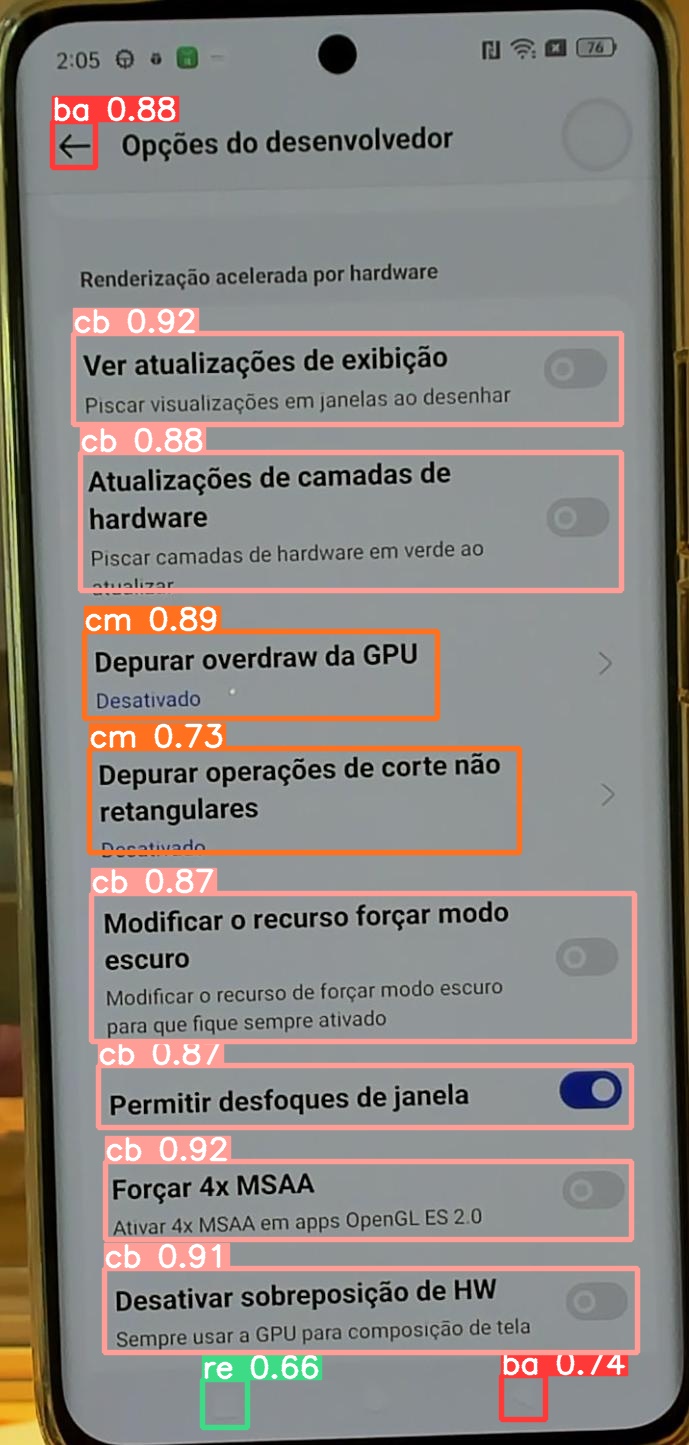 2:05
76
ba 0.88
Opções do desenvolvedor
Renderização acelerada por hardware
cb 0.92
Ver atualizações de exibição
Piscar visualizações em janelas ao desenhar
cb 0.88
Atualizações de camadas de
hardware
Piscar camadas de hardware em verde ao
atualizar
cm 0.89
Depurar overdraw da GPU
Desativado
cm 0.73
Depurar operações de corte não
retangulares
Desativado
cb 0.87
Modificar o recurso forçar modo
escuro
Modificar o recurso de forçar modo escuro
para que fique sempre ativado
cb 0.87
Permitir desfoques de janela
cb 0.92
Forçar 4x MSAA
Ativar 4x MSAA em apps OpenGL ES 2.0
cb 0.91
Desativar sobreposição de HW
Sempre usar a GPU para composição de tela
re 0.66
ba 0.74